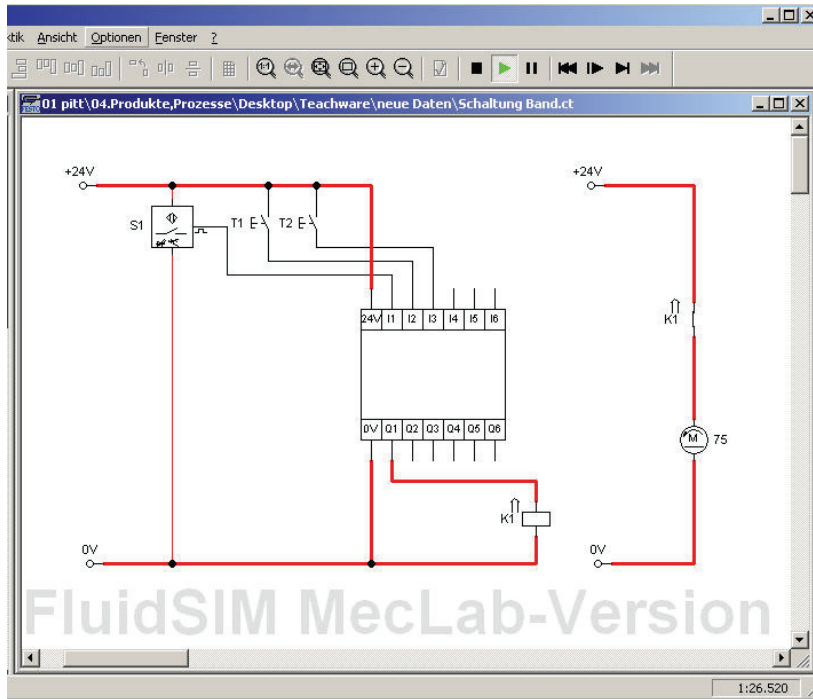 ktik Ansicht Optionen Fenster ?
1:1
01 pitt\04.Produkte,Prozesse\Desktop\Teachware\neue Daten\Schaltung Band.ct
+24V
+24V
S1
T1
T2
24V I1 I2 I3 I4 I5 I6
K1
0V Q1 Q2 Q3 Q4 Q5 Q6
M
75
K1
0V
0V
FluidSIM MecLab-Version
1:26.520